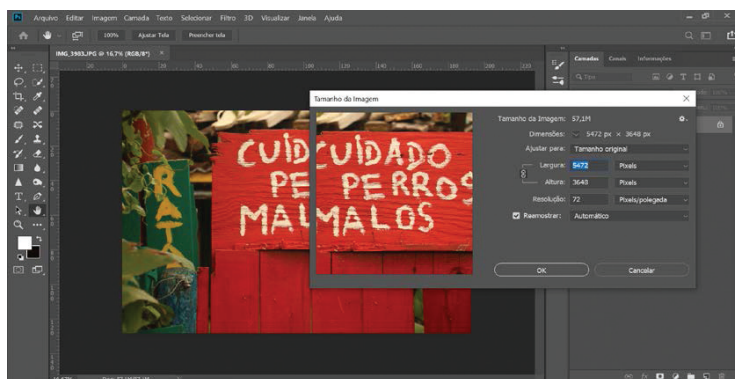 Arquivo Editar Imagem Camada Texto Selecionar Filtro 3D Visualizar Janela Ajuda
100% Ajustar Tela Preencher tela
IMG_3983.JPG @ 16.7% (RGB/8*)
Camadas Canais Informações
Tamanho da Imagem
Tamanho da Imagem: 57,1M
Dimensões: 5472 px × 3648 px
Ajustar para: Tamanho original
Largura: 5472 Pixels
Altura: 3648 Pixels
Resolução: 72 Pixels/polegada
Reamostrar: Automático
OK Cancelar
RATA
CUID
PE
MAL
CUIDADO
PERROS
MALOS